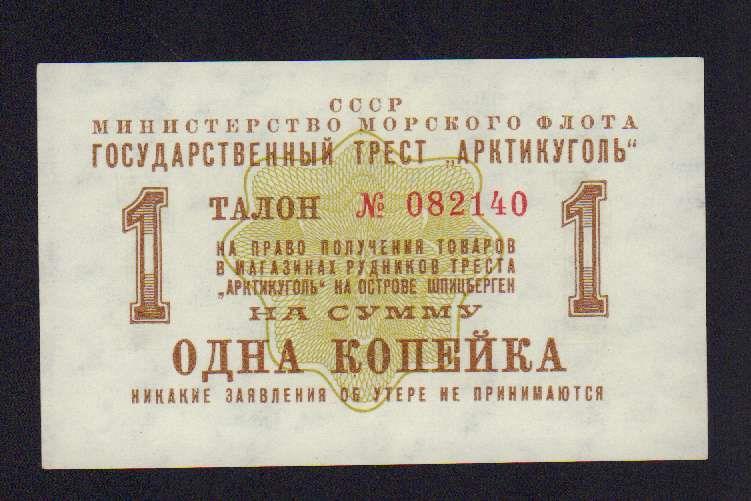 СССР
МИНИСТЕРСТВО МОРСКОГО ФЛОТА
ГОСУДАРСТВЕННЫЙ ТРЕСТ „АРКТИКУГОЛЬ“
1 ТАЛОН № 082140 1
НА ПРАВО ПОЛУЧЕНИЯ ТОВАРОВ
В МАГАЗИНАХ РУДНИКОВ ТРЕСТА
„АРКТИКУГОЛЬ“ НА ОСТРОВЕ ШПИЦБЕРГЕН
НА СУММУ
ОДНА КОПЕЙКА
НИКАКИЕ ЗАЯВЛЕНИЯ ОБ УТЕРЕ НЕ ПРИНИМАЮТСЯ